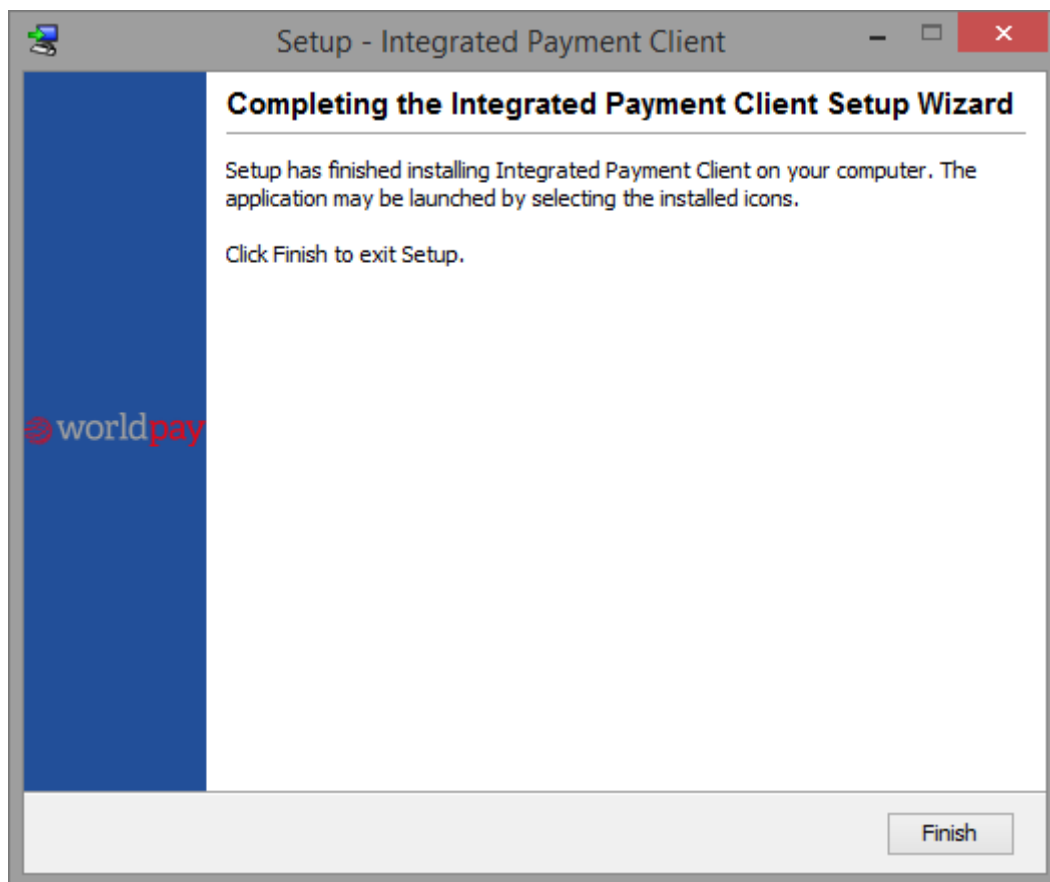 Setup - Integrated Payment Client
Completing the Integrated Payment Client Setup Wizard
Setup has finished installing Integrated Payment Client on your computer. The
application may be launched by selecting the installed icons.
Click Finish to exit Setup.
worldpay
Finish